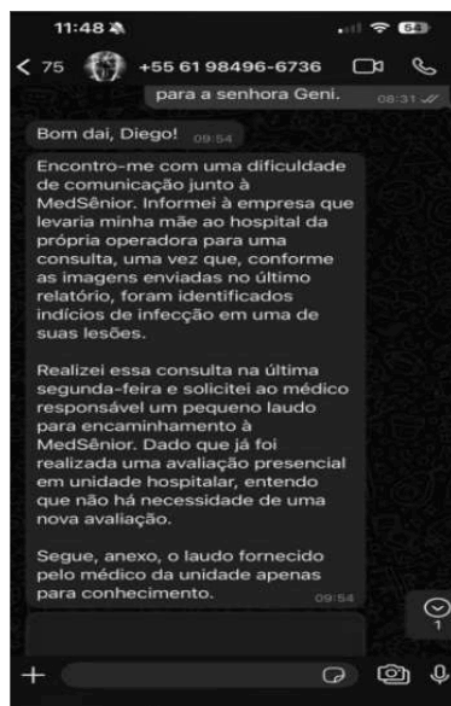 11:48
54
75
+55 61 98496-6736
para a senhora Geni.
08:31
Bom dai, Diego! 09:54
Encontro-me com uma dificuldade
de comunicação junto à
MedSênior. Informei à empresa que
levaria minha mãe ao hospital da
própria operadora para uma
consulta, uma vez que, conforme
as imagens enviadas no último
relatório, foram identificados
indícios de infecção em uma de
suas lesões.
Realizei essa consulta na última
segunda-feira e solicitei ao médico
responsável um pequeno laudo
para encaminhamento à
MedSênior. Dado que já foi
realizada uma avaliação presencial
em unidade hospitalar, entendo
que não há necessidade de uma
nova avaliação.
Segue, anexo, o laudo fornecido
pelo médico da unidade apenas
para conhecimento.
09:54
1